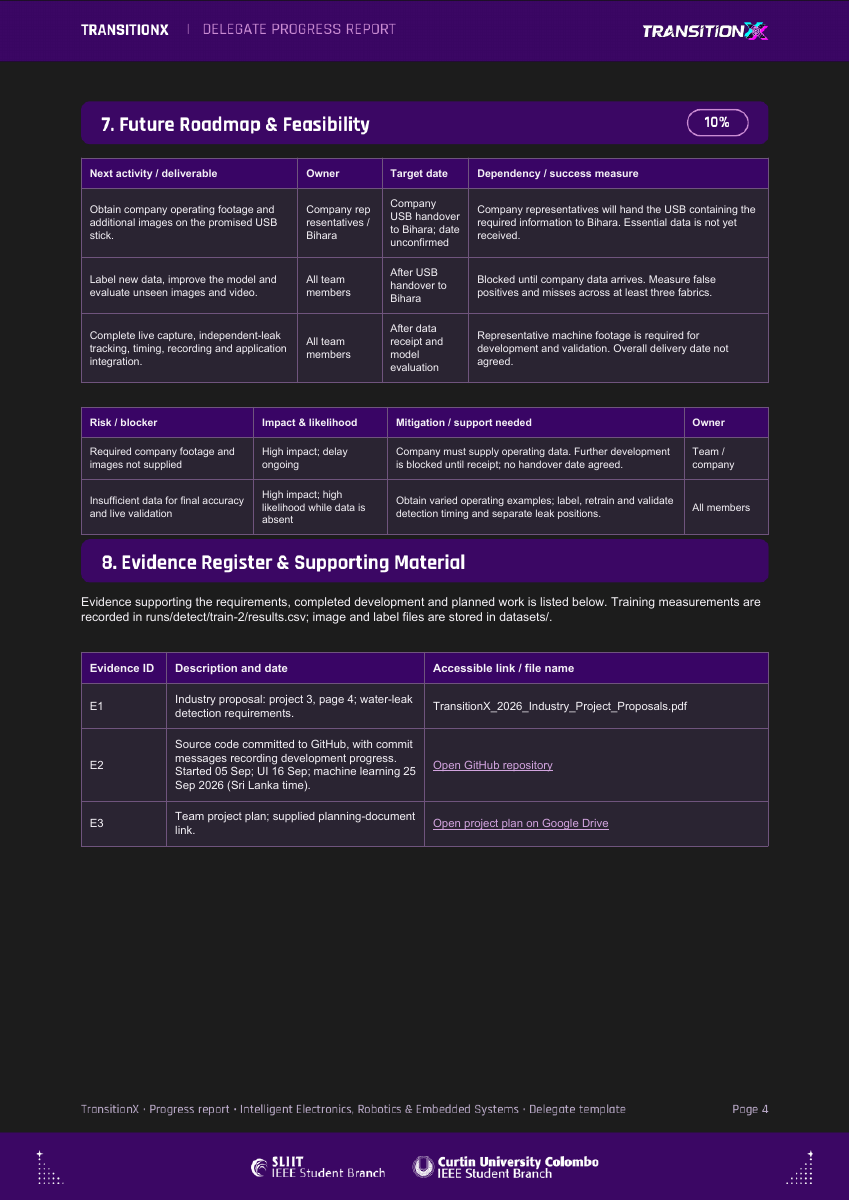 TRANSITIONX | DELEGATE PROGRESS REPORT
TRANSITIONX
7. Future Roadmap & Feasibility
10%
Next activity / deliverable
Owner
Target date
Dependency / success measure
Obtain company operating footage and
additional images on the promised USB
stick.
Company rep
resentatives /
Bihara
Company
USB handover
to Bihara; date
unconfirmed
Company representatives will hand the USB containing the
required information to Bihara. Essential data is not yet
received.
Label new data, improve the model and
evaluate unseen images and video.
All team
members
After USB
handover to
Bihara
Blocked until company data arrives. Measure false
positives and misses across at least three fabrics.
Complete live capture, independent-leak
tracking, timing, recording and application
integration.
All team
members
After data
receipt and
model
evaluation
Representative machine footage is required for
development and validation. Overall delivery date not
agreed.
Risk / blocker
Impact & likelihood
Mitigation / support needed
Owner
Required company footage and
images not supplied
High impact; delay
ongoing
Company must supply operating data. Further development
is blocked until receipt; no handover date agreed.
Team /
company
Insufficient data for final accuracy
and live validation
High impact; high
likelihood while data is
absent
Obtain varied operating examples; label, retrain and validate
detection timing and separate leak positions.
All members
8. Evidence Register & Supporting Material
Evidence supporting the requirements, completed development and planned work is listed below. Training measurements are
recorded in runs/detect/train-2/results.csv; image and label files are stored in datasets/.
Evidence ID
Description and date
Accessible link / file name
E1
Industry proposal: project 3, page 4; water-leak
detection requirements.
TransitionX_2026_Industry_Project_Proposals.pdf
E2
Source code committed to GitHub, with commit
messages recording development progress.
Started 05 Sep; UI 16 Sep; machine learning 25
Sep 2026 (Sri Lanka time).
Open GitHub repository
E3
Team project plan; supplied planning-document
link.
Open project plan on Google Drive
TransitionX · Progress report · Intelligent Electronics, Robotics & Embedded Systems · Delegate template
Page 4
SLIIT
IEEE Student Branch
Curtin University Colombo
IEEE Student Branch